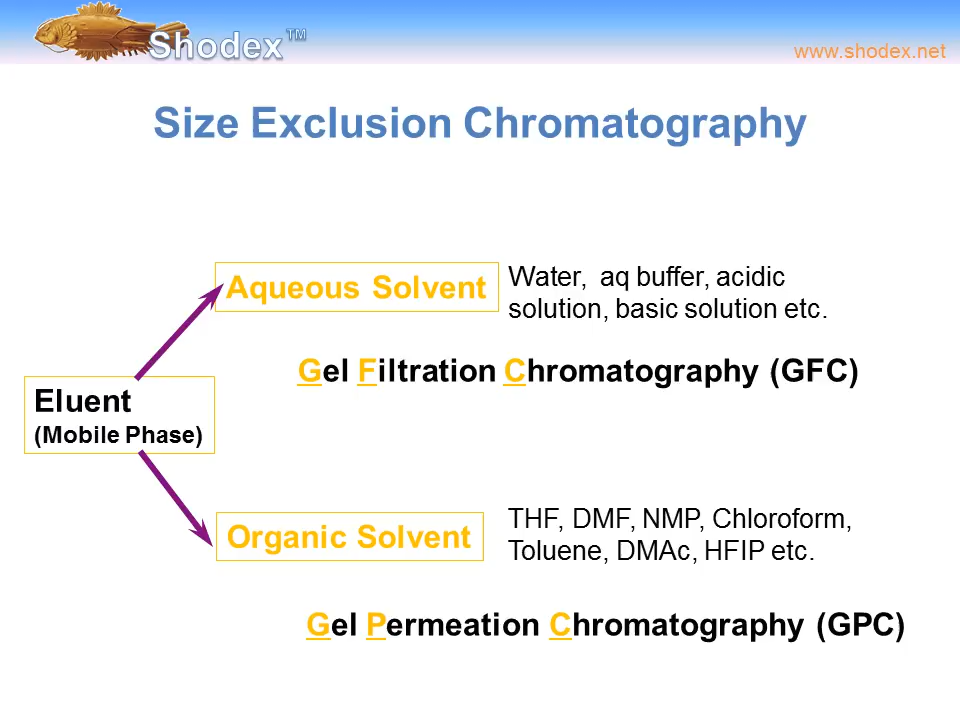 Shodex™
www.shodex.net
Size Exclusion Chromatography
Aqueous Solvent
Water, aq buffer, acidic
solution, basic solution etc.
Gel Filtration Chromatography (GFC)
Eluent
(Mobile Phase)
Organic Solvent
THF, DMF, NMP, Chloroform,
Toluene, DMAc, HFIP etc.
Gel Permeation Chromatography (GPC)